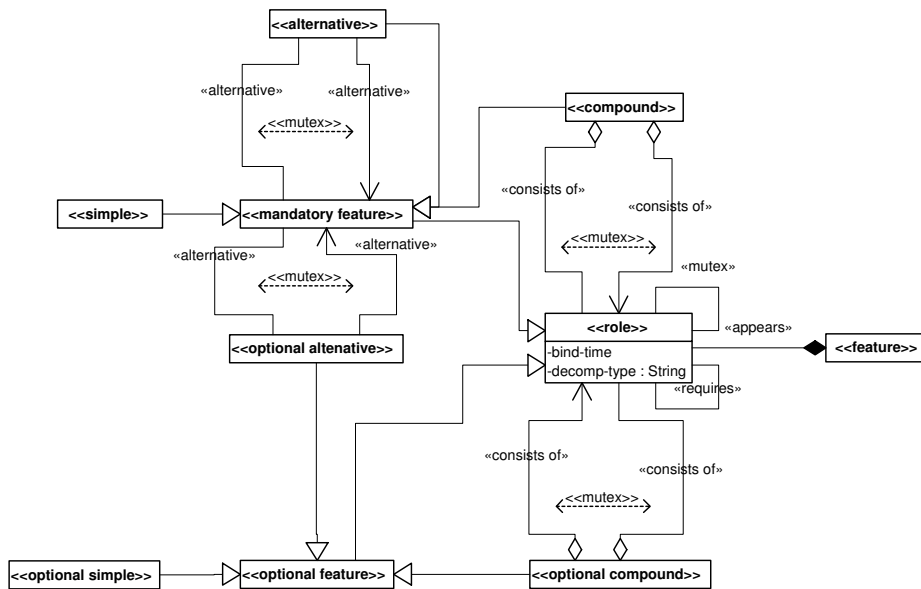 <<alternative>>
«alternative»
«alternative»
<<mutex>>
<<compound>>
«consists of»
«consists of»
<<simple>>
<<mandatory feature>>
«alternative»
«alternative»
<<mutex>>
<<mutex>>
«mutex»
<<optional altenative>>
<<role>>
-bind-time
-decomp-type : String
«appears»
<<feature>>
«requires»
«consists of»
«consists of»
<<mutex>>
<<optional simple>>
<<optional feature>>
<<optional compound>>